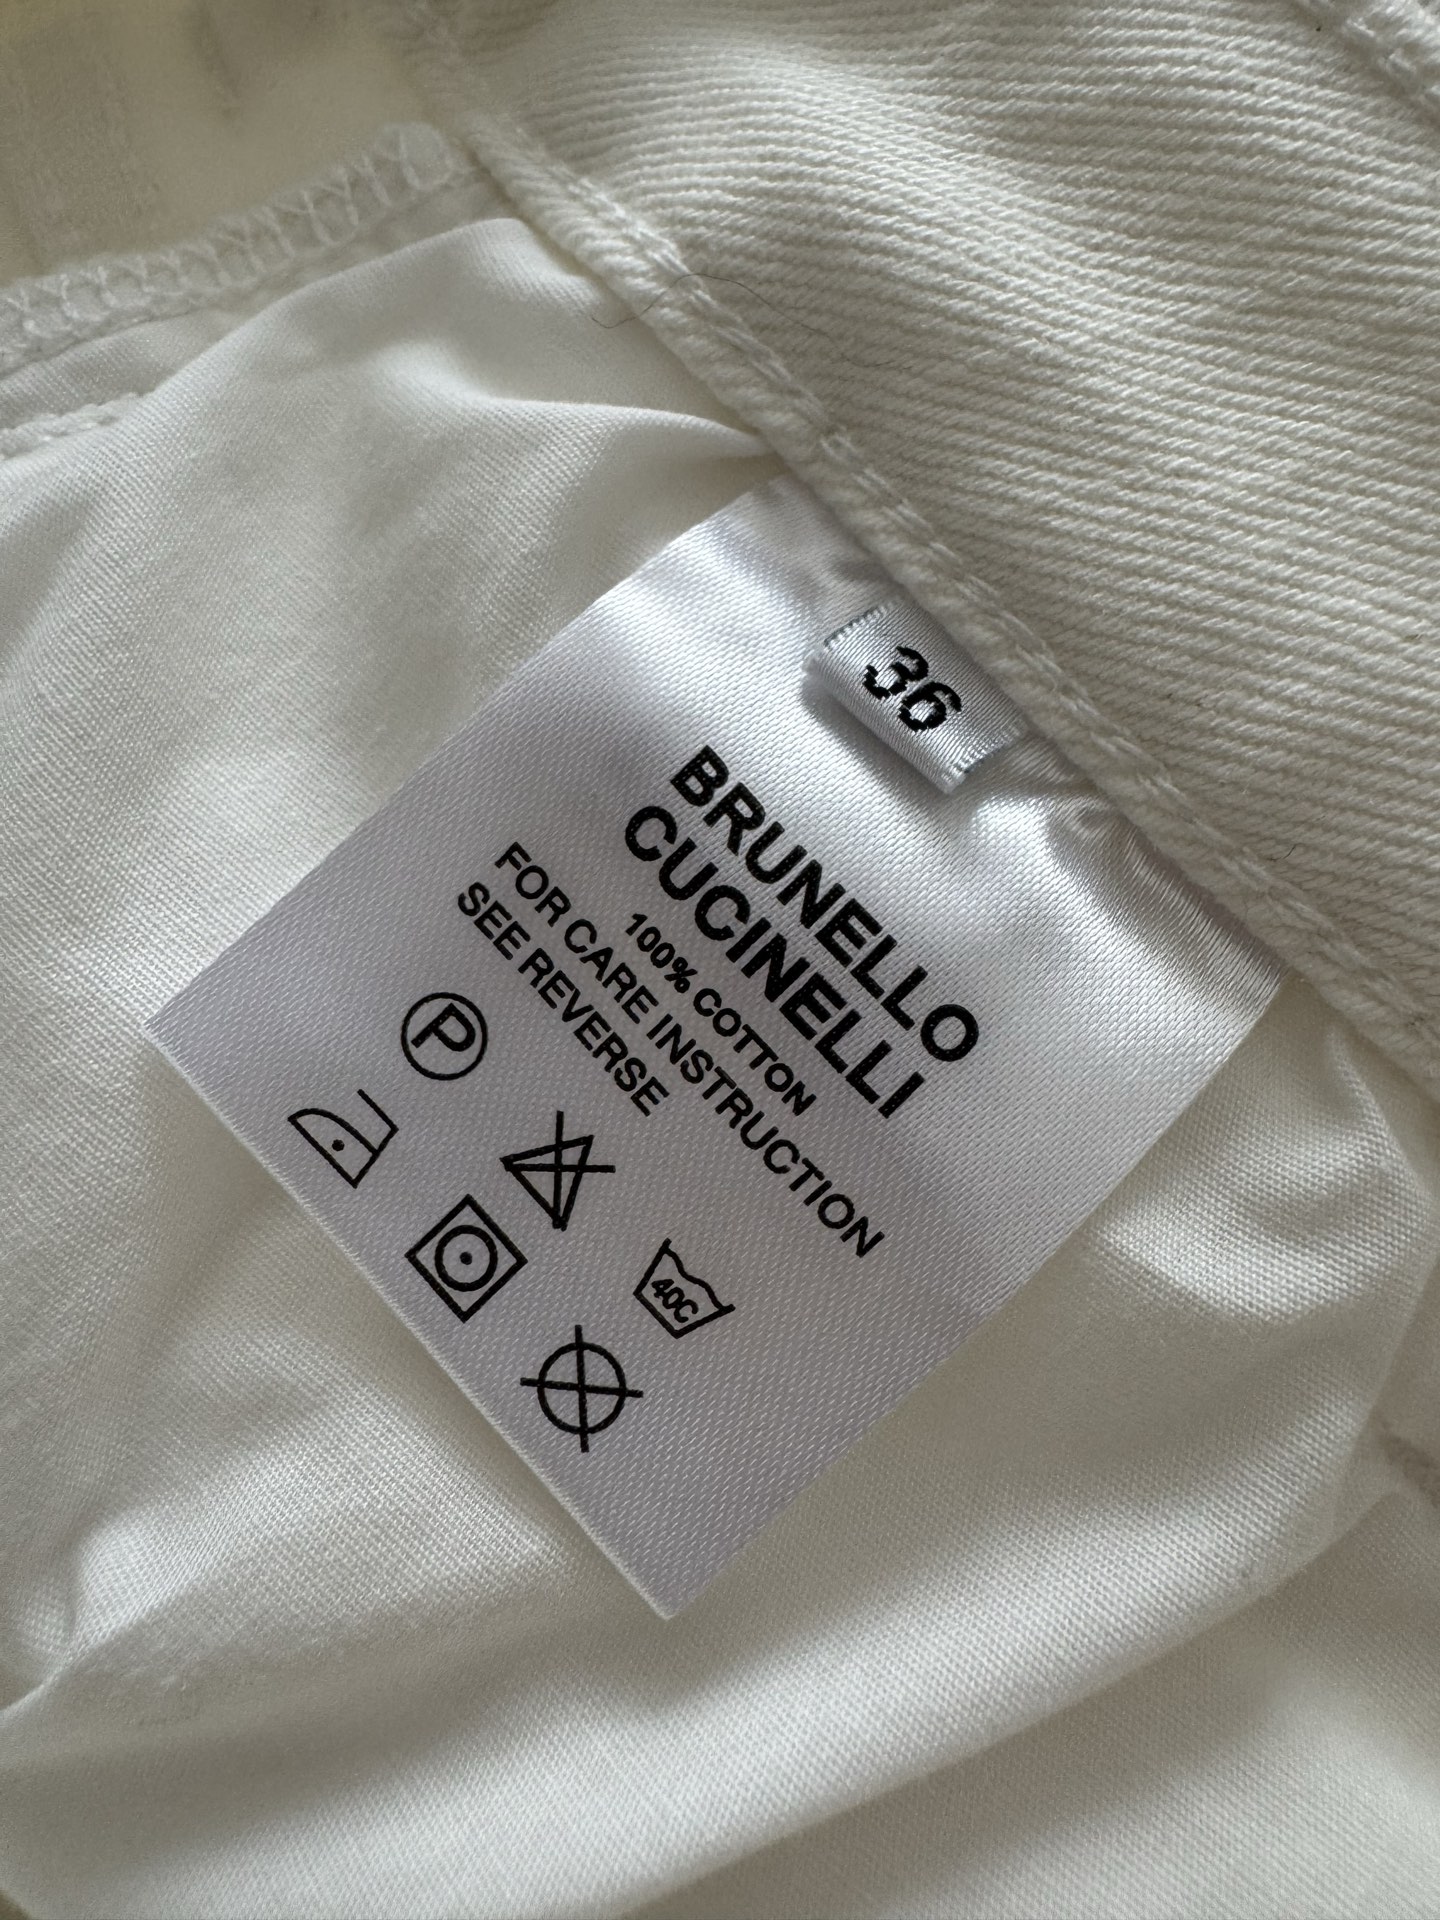 36
BRUNELLO
CUCINELLI
100% COTTON
FOR CARE INSTRUCTION
SEE REVERSE
P
40C